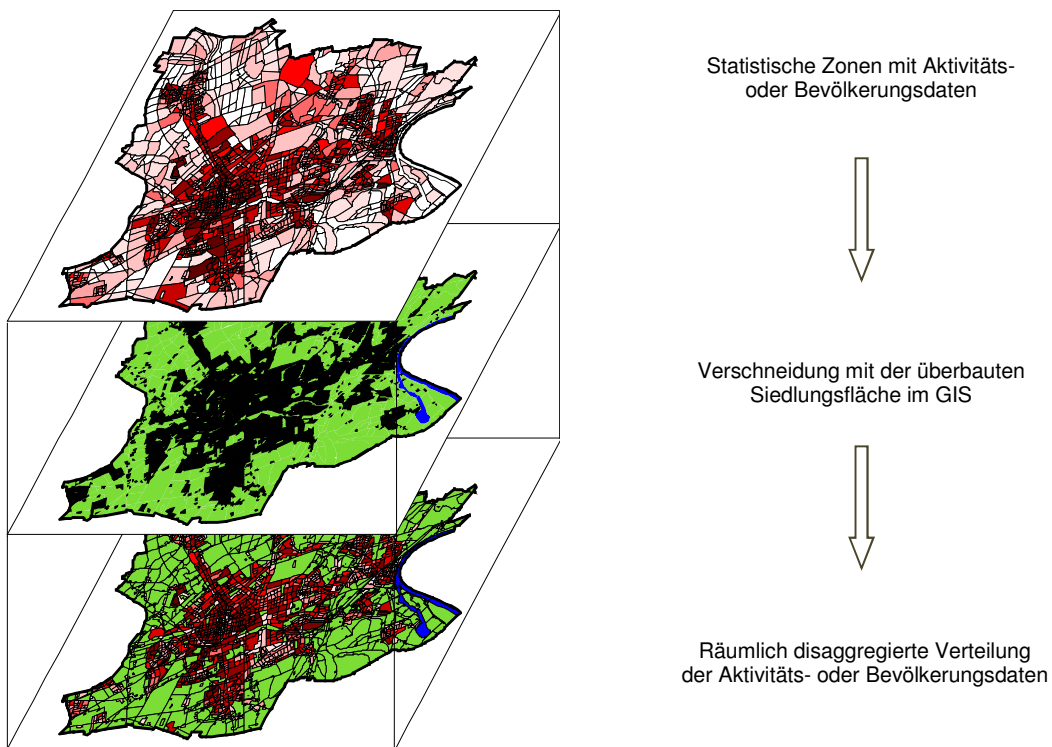 Statistische Zonen mit Aktivitäts-
oder Bevölkerungsdaten
Verschneidung mit der überbauten
Siedlungsfläche im GIS
Räumlich disaggregierte Verteilung
der Aktivitäts- oder Bevölkerungsdaten